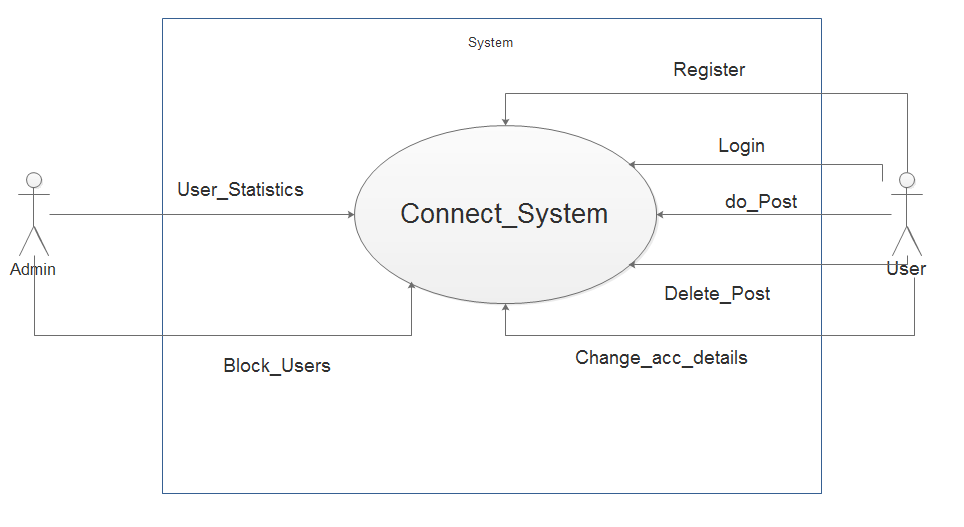 System
Register
Login
User_Statistics
do_Post
Connect_System
Admin
User
Delete_Post
Change_acc_details
Block_Users